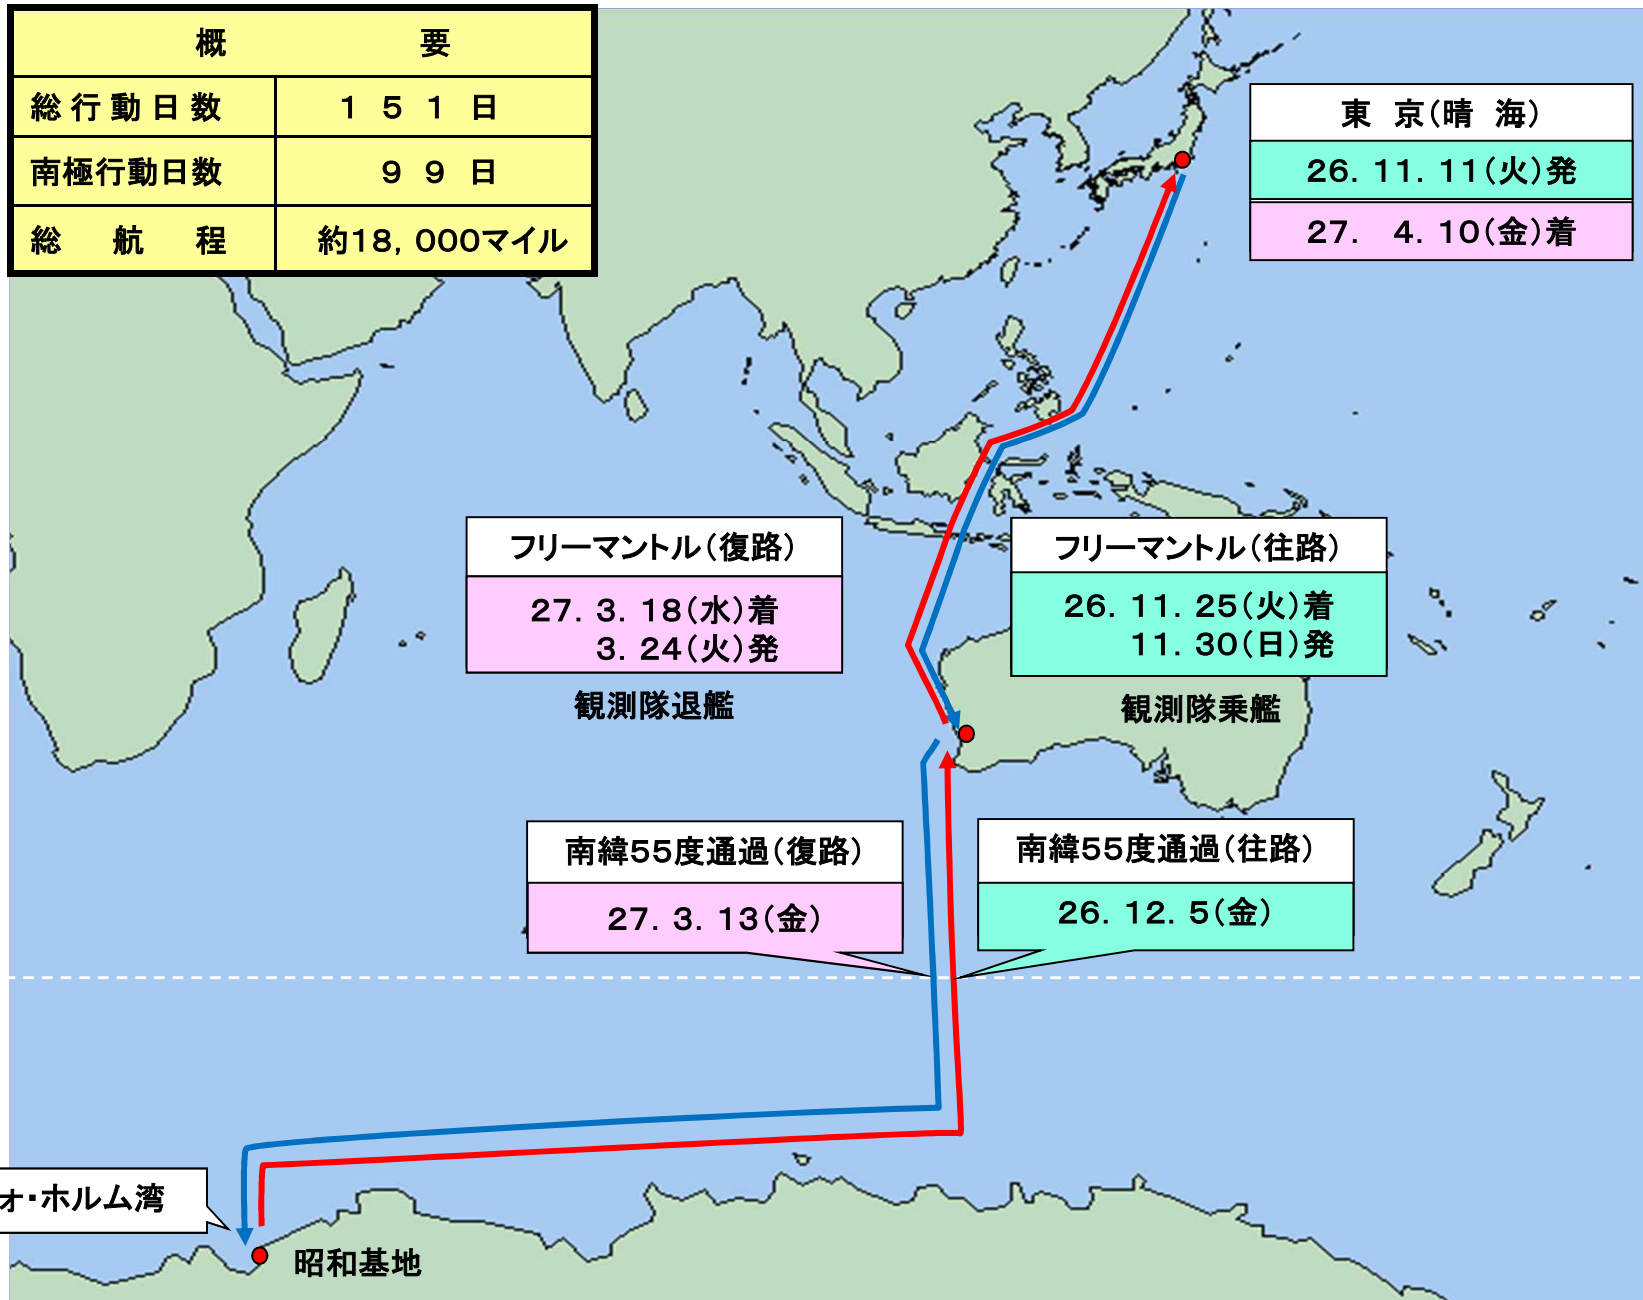 概　要
総行動日数　１５１日
南極行動日数　９９日
総航程　約18，000マイル
東京（晴海）
26．11．11（火）発
27．4．10（金）着
フリーマントル（復路）
27．3．18（水）着
3．24（火）発
観測隊退艦
フリーマントル（往路）
26．11．25（火）着
11．30（日）発
観測隊乗艦
南緯55度通過（復路）
27．3．13（金）
南緯55度通過（往路）
26．12．5（金）
ォ・ホルム湾
昭和基地